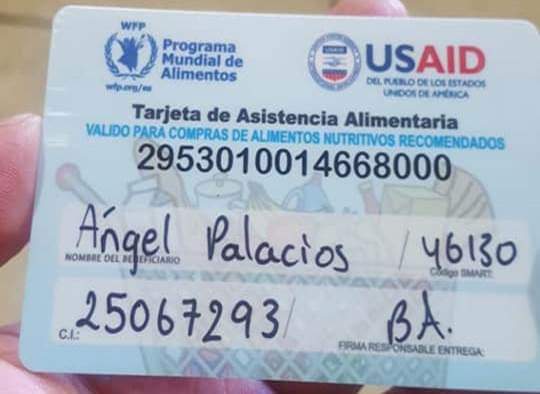 WFP
Programa
Mundial de
Alimentos
wfp.org/es
USAID
DEL PUEBLO DE LOS ESTADOS
UNIDOS DE AMÉRICA
Tarjeta de Asistencia Alimentaria
VALIDO PARA COMPRAS DE ALIMENTOS NUTRITIVOS RECOMENDADOS
2953010014668000
Ángel Palacios / 46130
NOMBRE DEL BENEFICIARIO
Código SMART:
C.I.: 25067293/ BA.
FIRMA RESPONSABLE ENTREGA: